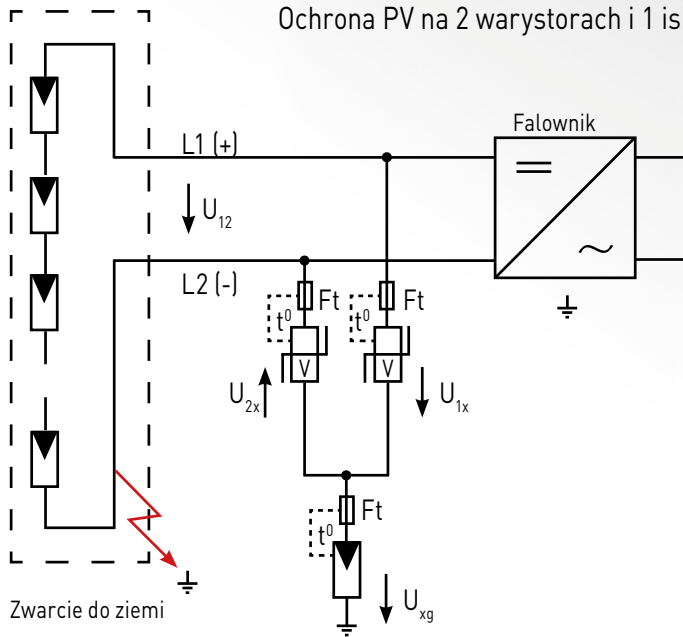 Ochrona PV na 2 warystorach i 1 is
Falownik
L1 (+)
U12
L2 (-)
Ft
Ft
t0
t0
V
V
U2x
U1x
Ft
t0
Uxg
Zwarcie do ziemi